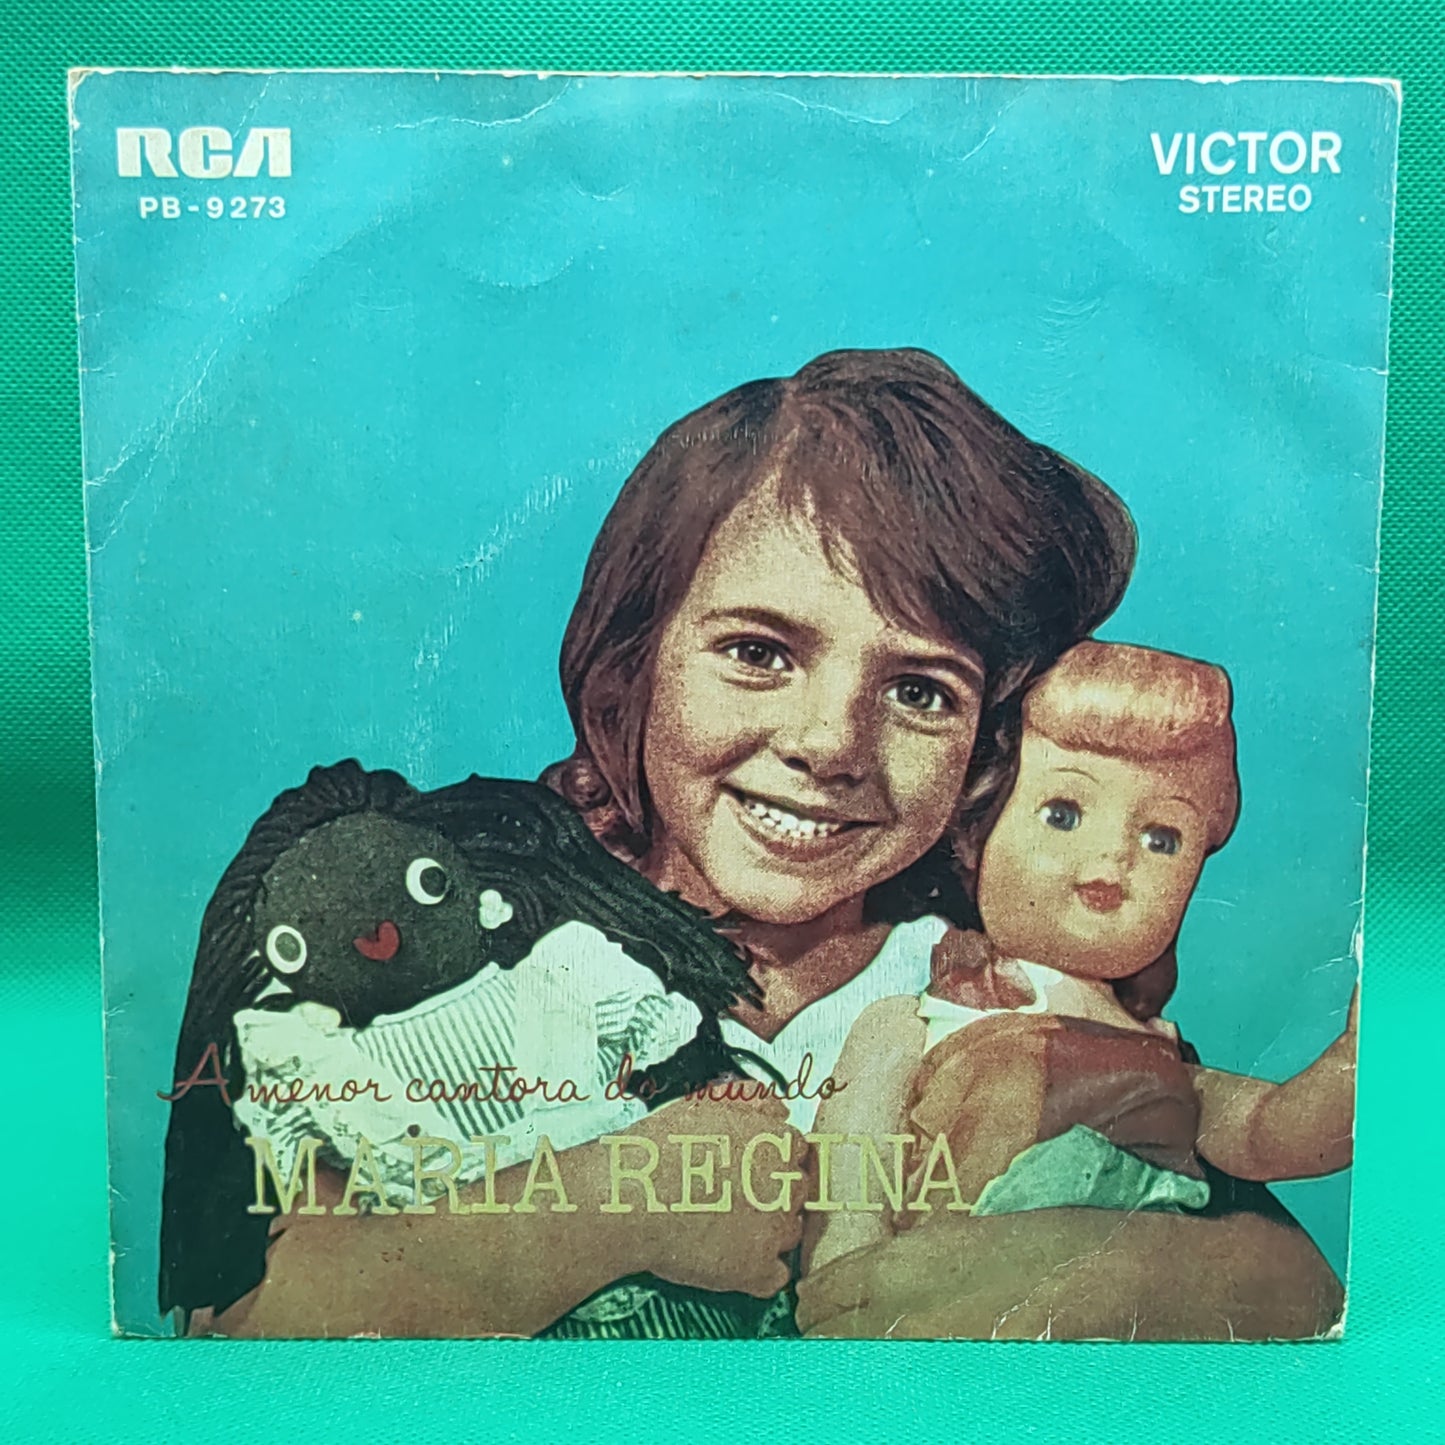 RCA
PB-9273
VICTOR
STEREO
A menor cantora do mundo
MARIA REGINA